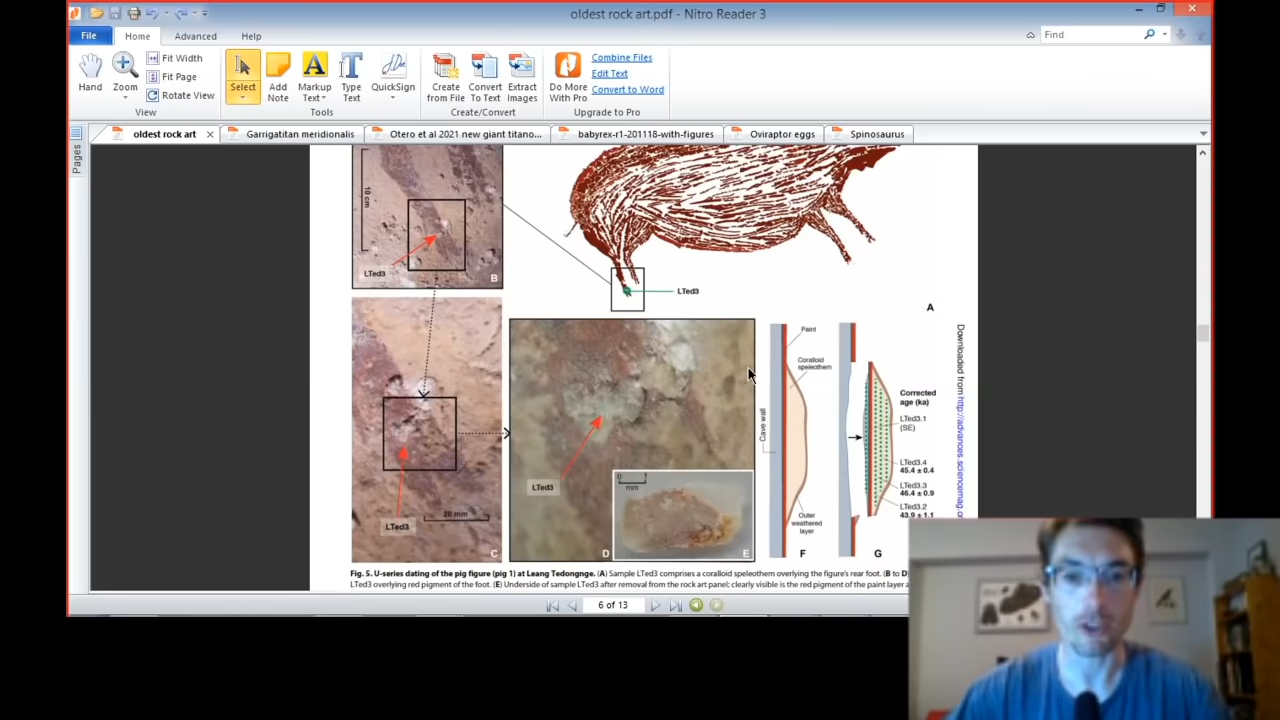 oldest rock art.pdf - Nitro Reader 3
File Home Advanced Help
Find
Hand
Zoom
Fit Width
Fit Page
Rotate View
View
Select
Add Note
Markup Text
Type Text
QuickSign
Tools
Create from File
Convert To Text
Extract Images
Create/Convert
Do More With Pro
Combine Files
Edit Text
Convert to Word
Upgrade to Pro
oldest rock art
Garrigatitan meridionalis
Otero et al 2021 new giant titano...
babyrex-r1-201118-with-figures
Oviraptor eggs
Spinosaurus
Pages
10 cm
LTed3
B
LTed3
A
LTed3
20 mm
C
LTed3
0 1
mm
D
E
Paint
Coralloid
speleothem
Cave wall
Outer
weathered
layer
F
G
Corrected
age (ka)
LTed3.1
(SE)
LTed3.4
45.4 ± 0.4
LTed3.3
46.4 ± 0.9
LTed3.2
43.9 ± 1.1
Downloaded from http://advances.sciencemag.o
Fig. 5. U-series dating of the pig figure (pig 1) at Leang Tedongnge. (A) Sample LTed3 comprises a coralloid speleothem overlying the figure's rear foot. (B to D
LTed3 overlying red pigment of the foot. (E) Underside of sample LTed3 after removal from the rock art panel; clearly visible is the red pigment of the paint layer a
6 of 13